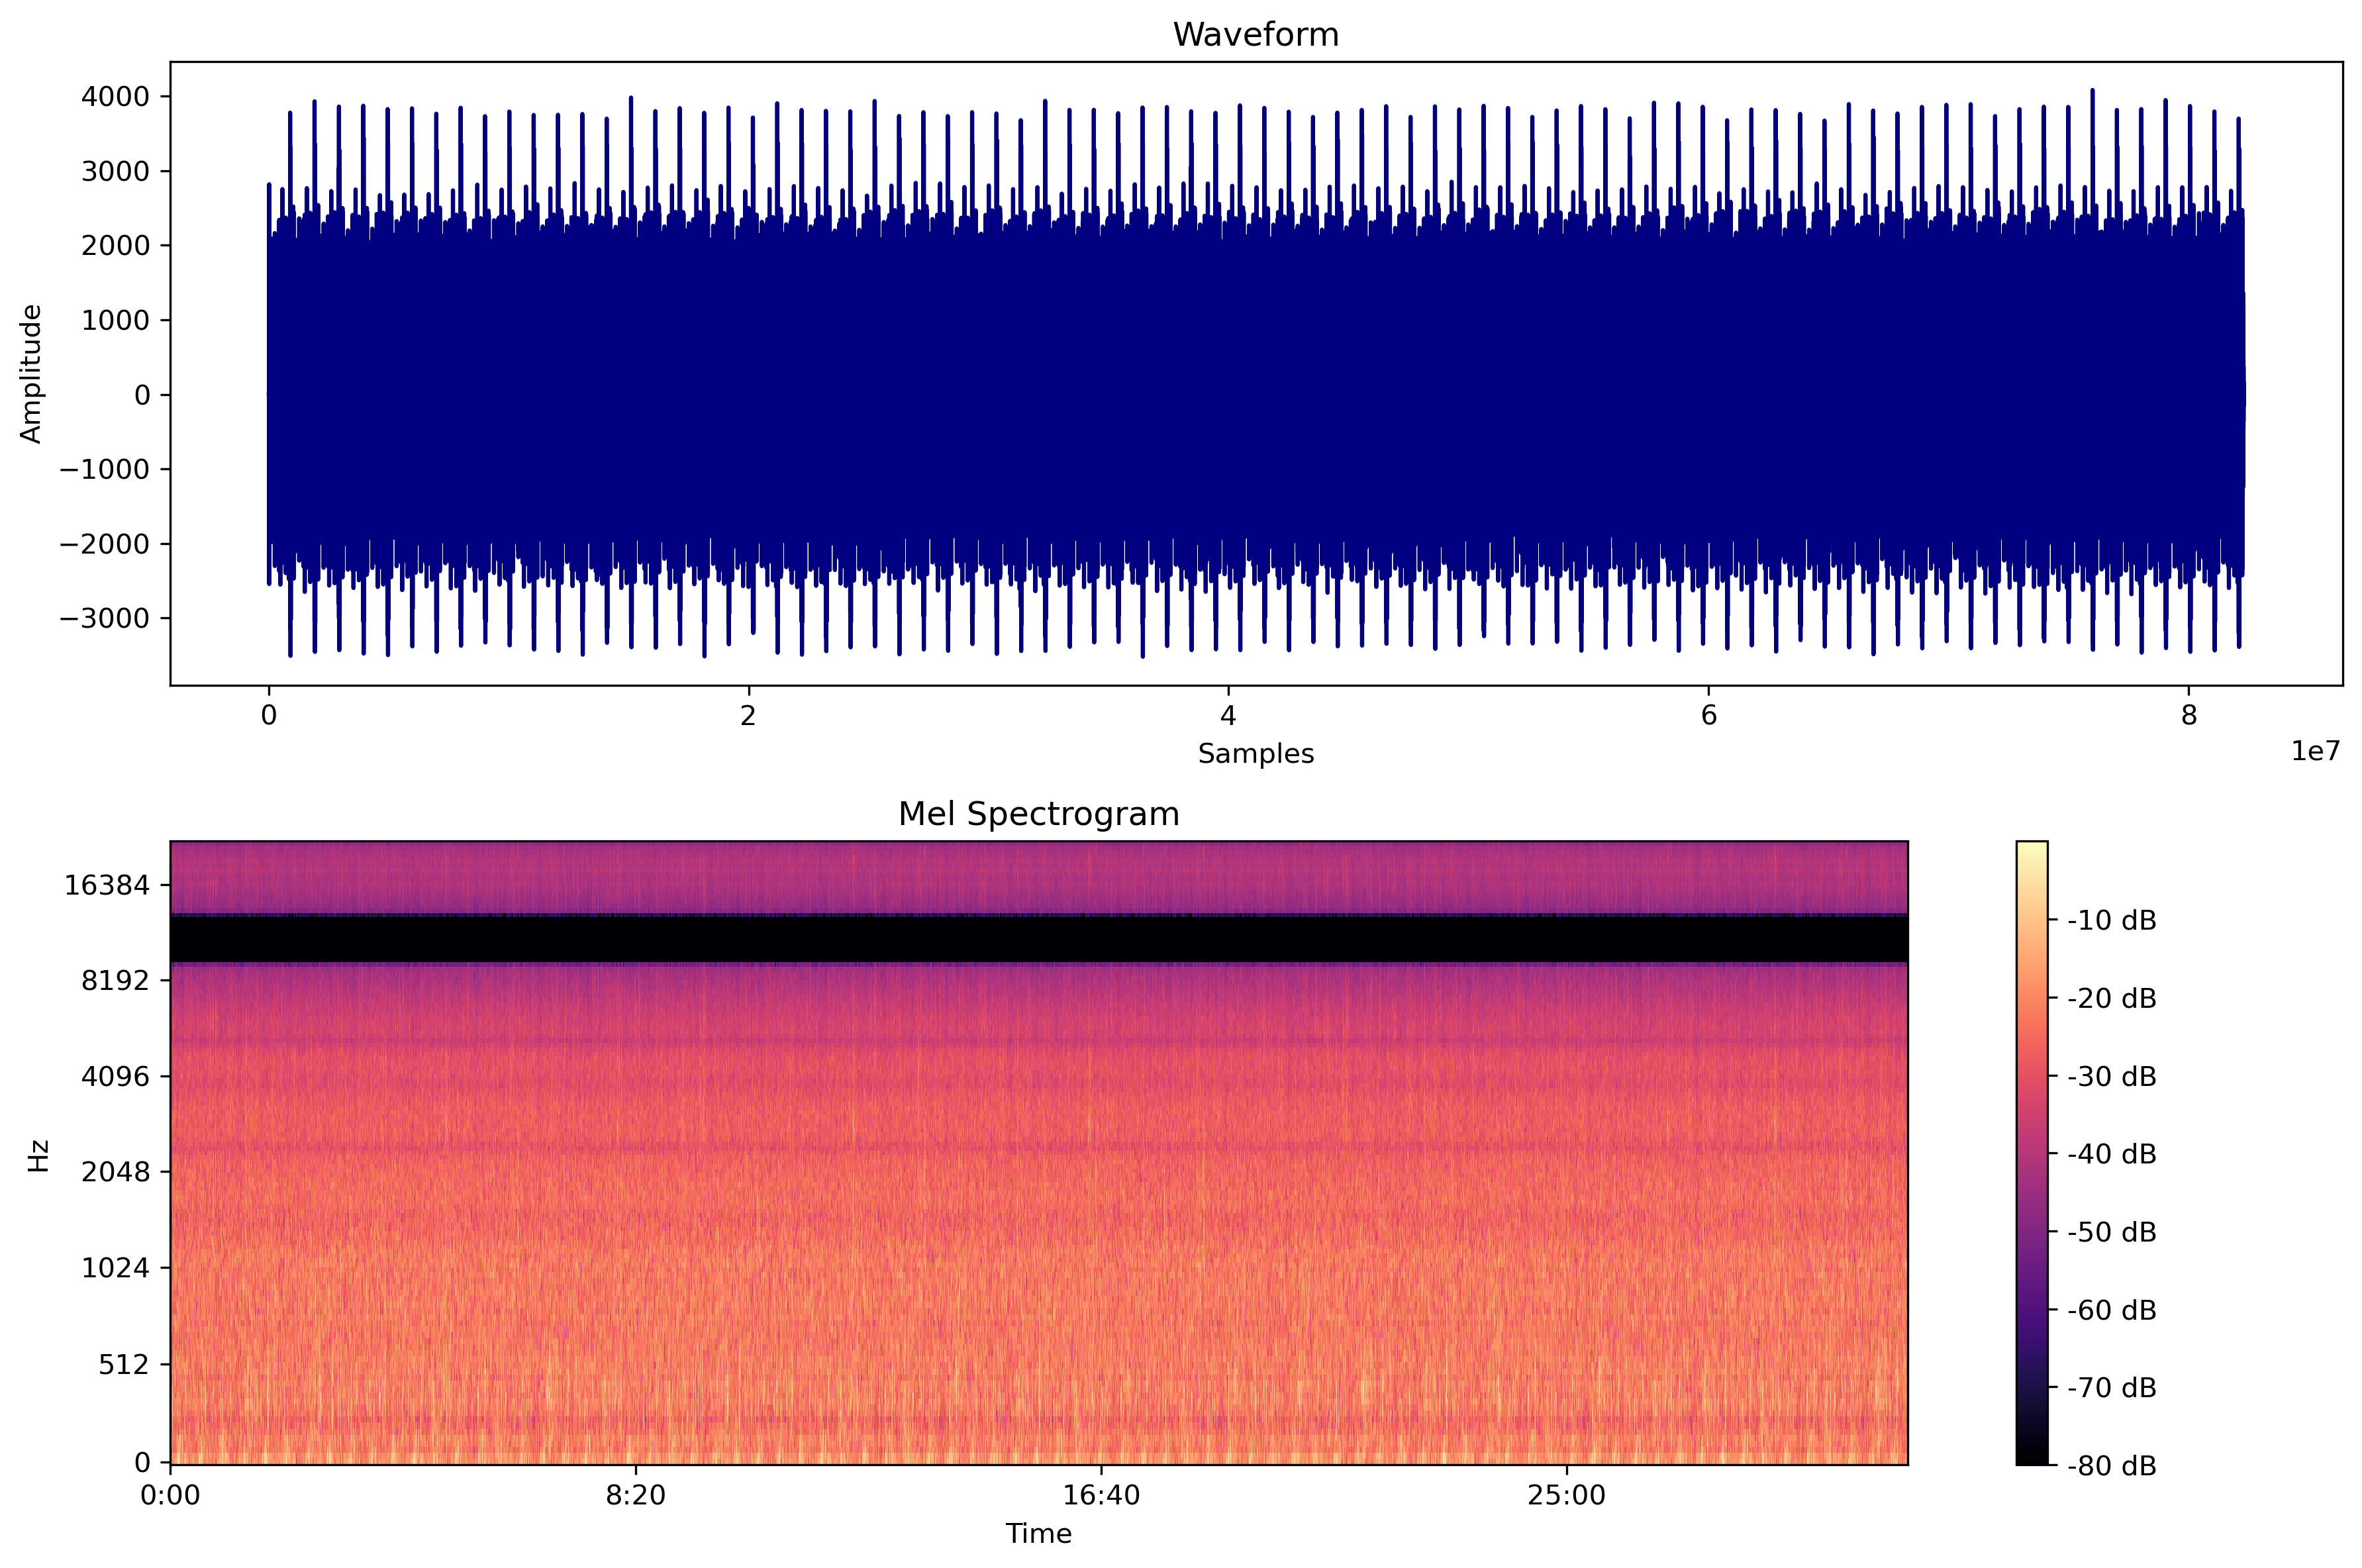 Waveform
4000
3000
2000
1000
0
−1000
−2000
−3000
Amplitude
0 2 4 6 8
1e7
Samples
Mel Spectrogram
16384
8192
4096
2048
1024
512
0
Hz
0:00 8:20 16:40 25:00
Time
-10 dB
-20 dB
-30 dB
-40 dB
-50 dB
-60 dB
-70 dB
-80 dB